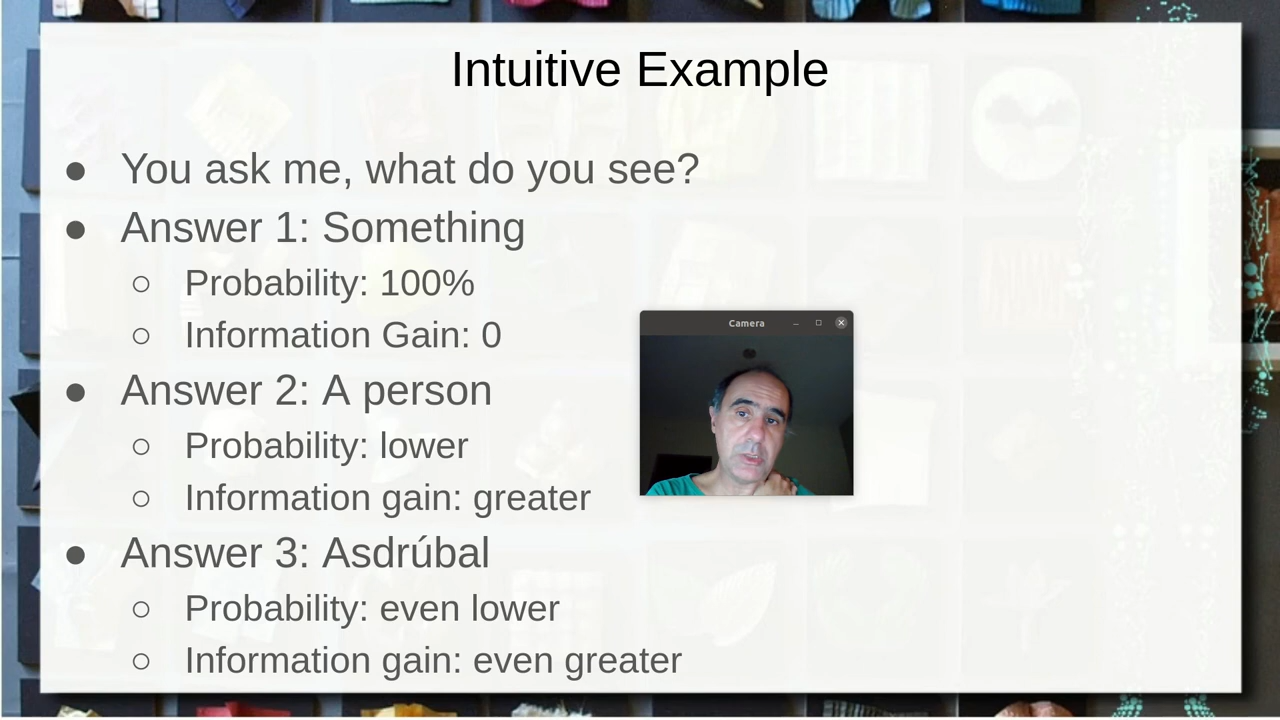 Intuitive Example
● You ask me, what do you see?
● Answer 1: Something
○ Probability: 100%
○ Information Gain: 0
Camera
● Answer 2: A person
○ Probability: lower
○ Information gain: greater
● Answer 3: Asdrúbal
○ Probability: even lower
○ Information gain: even greater